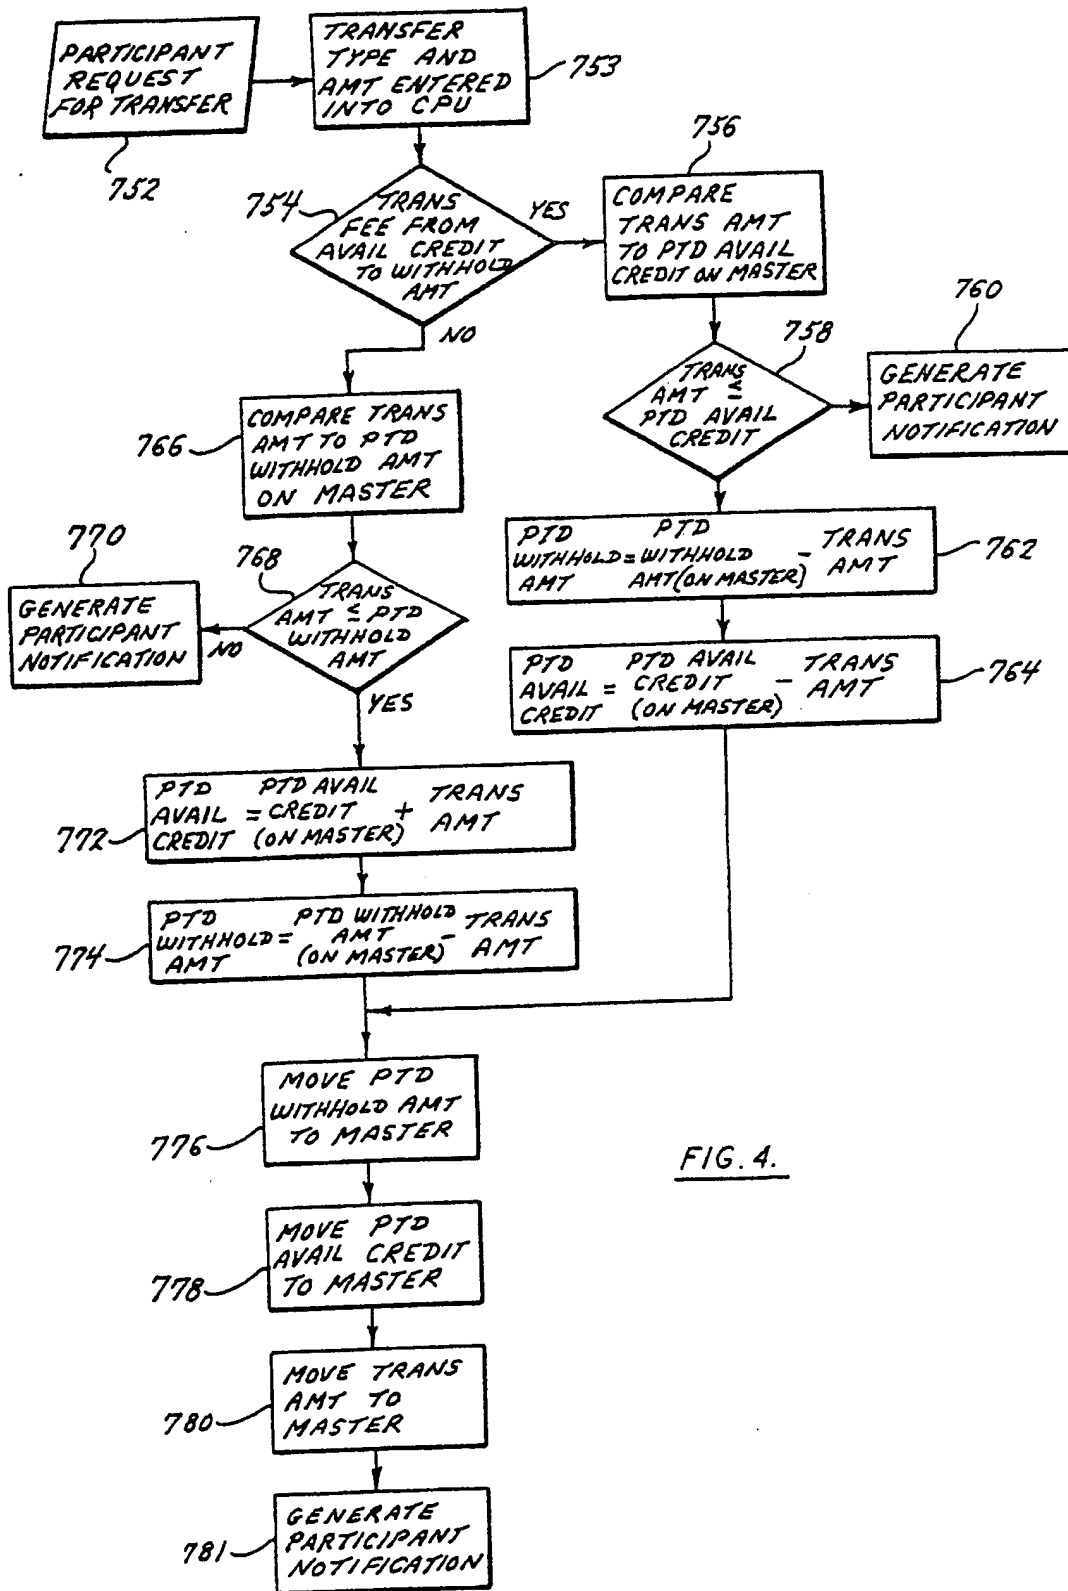 PARTICIPANT
REQUEST
FOR TRANSFER
752
TRANSFER
TYPE AND
AMT ENTERED
INTO CPU
753
754
TRANS
FEE FROM
AVAIL CREDIT
TO WITHHOLD
AMT
YES
NO
756
COMPARE
TRANS AMT
TO PTD AVAIL
CREDIT ON MASTER
758
TRANS
AMT ≤
PTD AVAIL
CREDIT
760
GENERATE
PARTICIPANT
NOTIFICATION
PTD PTD
WITHHOLD = WITHHOLD - TRANS
AMT AMT (ON MASTER) AMT
762
PTD PTD AVAIL TRANS
AVAIL = CREDIT - AMT
CREDIT (ON MASTER)
764
766
COMPARE TRANS
AMT TO PTD
WITHHOLD AMT
ON MASTER
768
TRANS
AMT ≤ PTD
WITHHOLD
AMT
NO
YES
770
GENERATE
PARTICIPANT
NOTIFICATION
PTD PTD AVAIL TRANS
AVAIL = CREDIT + AMT
CREDIT (ON MASTER)
772
PTD PTD WITHHOLD TRANS
WITHHOLD = AMT - AMT
AMT (ON MASTER)
774
MOVE PTD
WITHHOLD AMT
TO MASTER
776
MOVE PTD
AVAIL CREDIT
TO MASTER
778
MOVE TRANS
AMT TO
MASTER
780
GENERATE
PARTICIPANT
NOTIFICATION
781
FIG. 4.